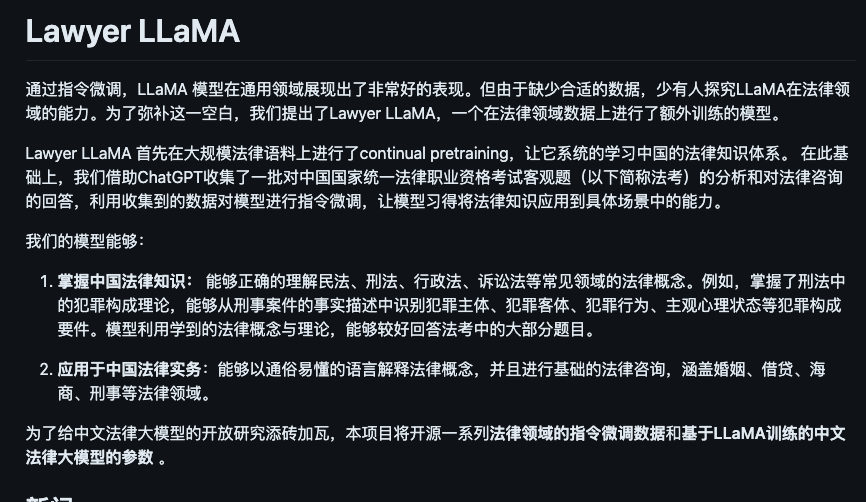 Lawyer LLaMA
通过指令微调，LLaMA 模型在通用领域展现出了非常好的表现。但由于缺少合适的数据，少有人探究LLaMA在法律领
域的能力。为了弥补这一空白，我们提出了Lawyer LLaMA，一个在法律领域数据上进行了额外训练的模型。
Lawyer LLaMA 首先在大规模法律语料上进行了continual pretraining，让它系统的学习中国的法律知识体系。 在此基
础上，我们借助ChatGPT收集了一批对中国国家统一法律职业资格考试客观题（以下简称法考）的分析和对法律咨询
的回答，利用收集到的数据对模型进行指令微调，让模型习得将法律知识应用到具体场景中的能力。
我们的模型能够：
1. 掌握中国法律知识： 能够正确的理解民法、刑法、行政法、诉讼法等常见领域的法律概念。例如，掌握了刑法中
的犯罪构成理论，能够从刑事案件的事实描述中识别犯罪主体、犯罪客体、犯罪行为、主观心理状态等犯罪构成
要件。模型利用学到的法律概念与理论，能够较好回答法考中的大部分题目。
2. 应用于中国法律实务：能够以通俗易懂的语言解释法律概念，并且进行基础的法律咨询，涵盖婚姻、借贷、海
商、刑事等法律领域。
为了给中文法律大模型的开放研究添砖加瓦，本项目将开源一系列法律领域的指令微调数据和基于LLaMA训练的中文
法律大模型的参数 。